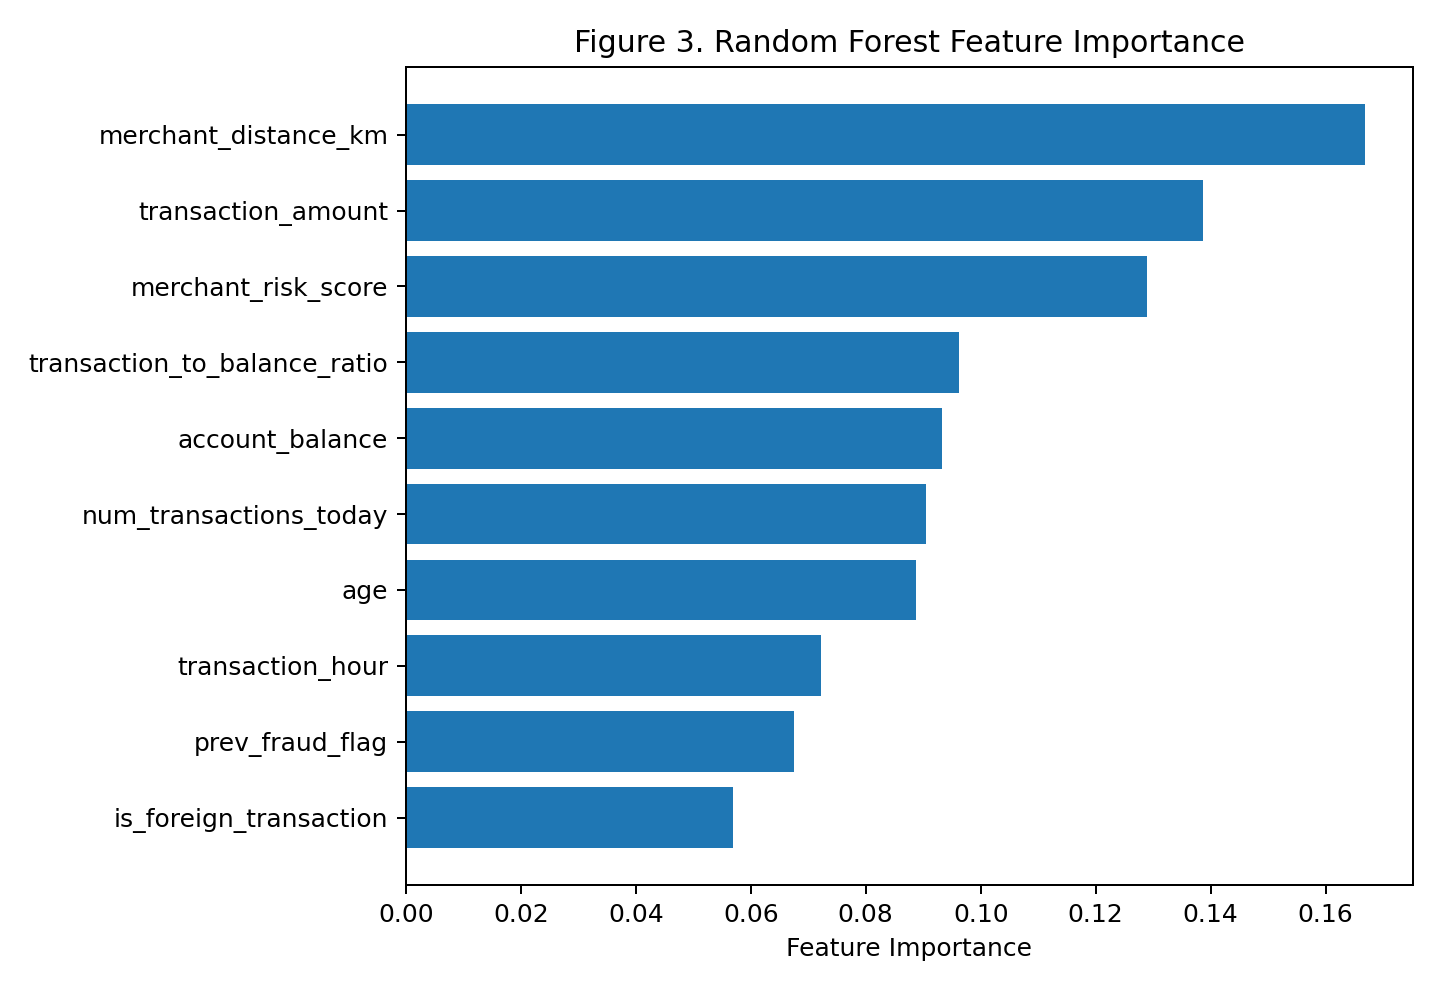 Figure 3. Random Forest Feature Importance
merchant_distance_km
transaction_amount
merchant_risk_score
transaction_to_balance_ratio
account_balance
num_transactions_today
age
transaction_hour
prev_fraud_flag
is_foreign_transaction
0.00 0.02 0.04 0.06 0.08 0.10 0.12 0.14 0.16
Feature Importance